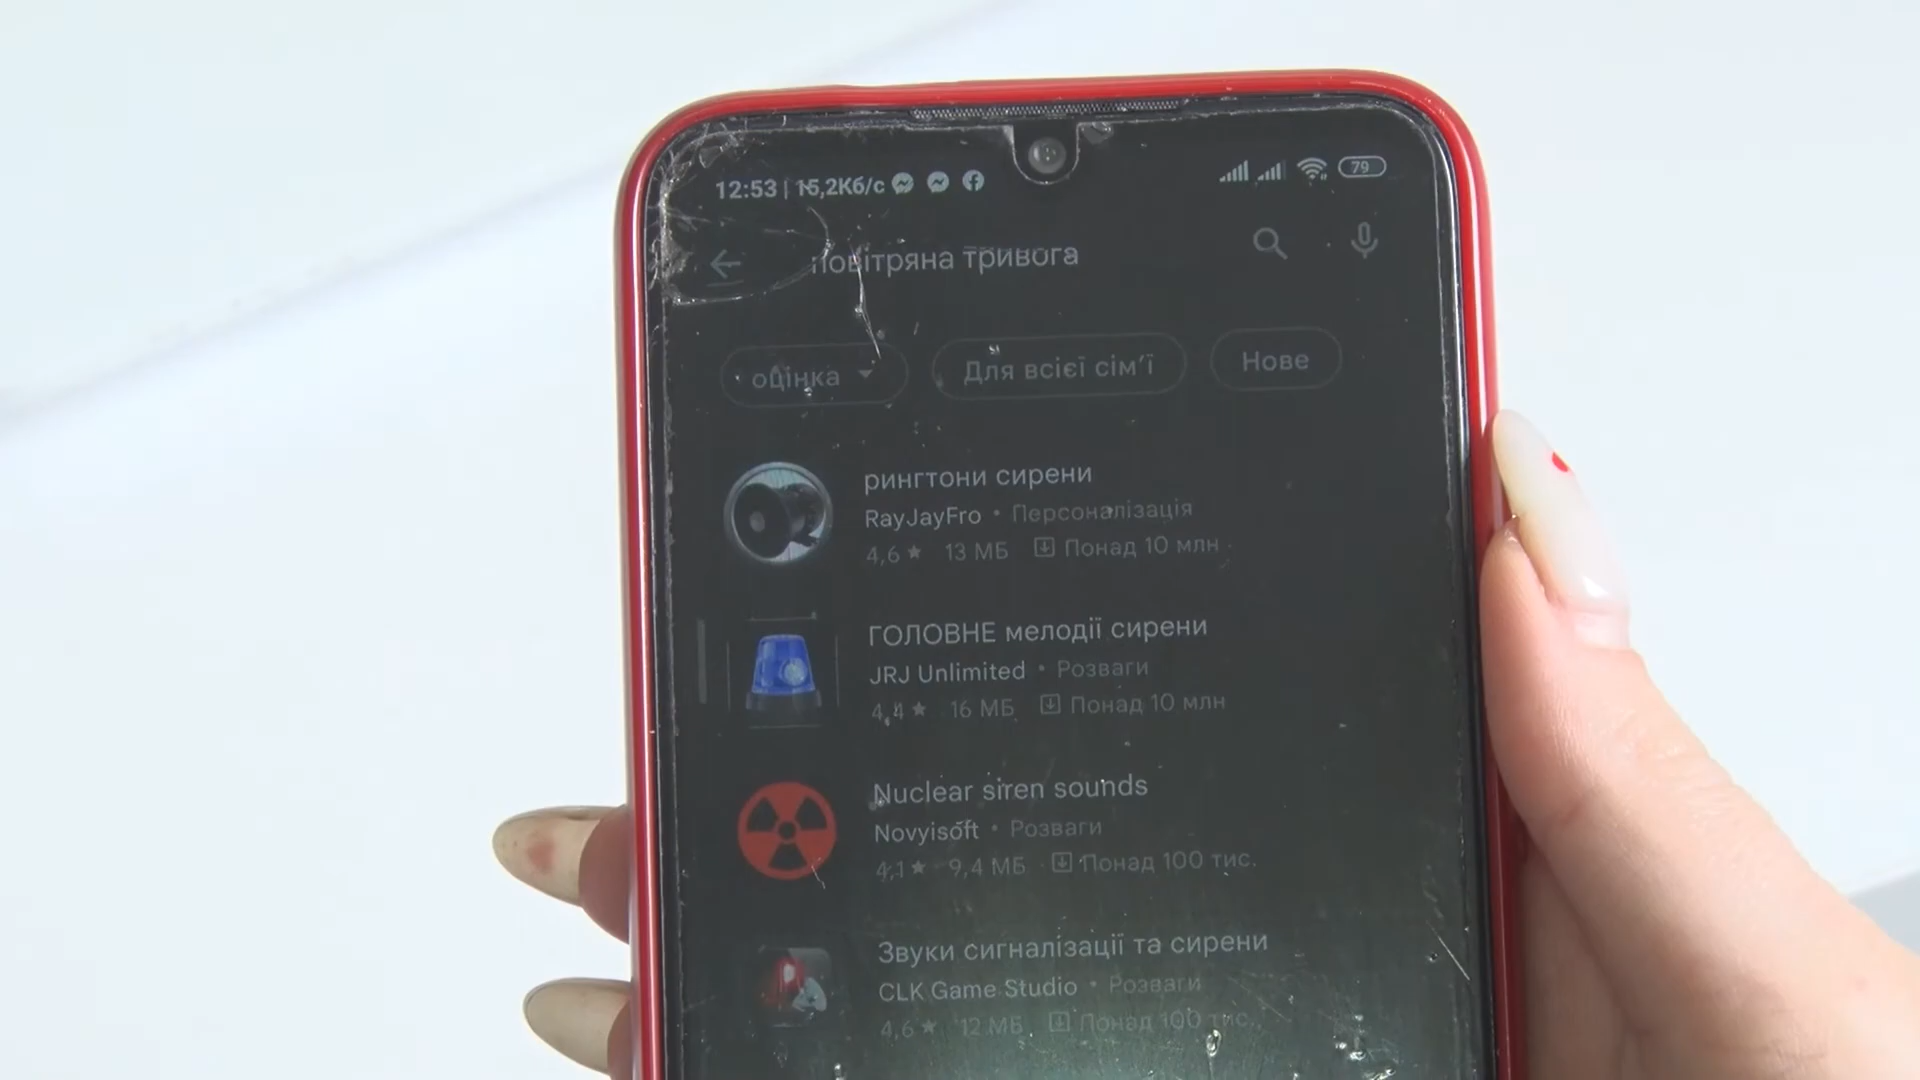 12:53 | 15,2Кб/с 79
повітряна тривога
оцінка Для всієї сім'ї Нове
рингтони сирени
RayJayFro • Персоналізація
4,6 ★ 13 МБ Понад 10 млн
ГОЛОВНЕ мелодії сирени
JRJ Unlimited • Розваги
4,4 ★ 16 МБ Понад 10 млн
Nuclear siren sounds
Novyisoft • Розваги
4,1 ★ 9,4 МБ Понад 100 тис.
Звуки сигналізації та сирени
CLK Game Studio • Розваги
4,6 ★ 12 МБ Понад 100 тис.